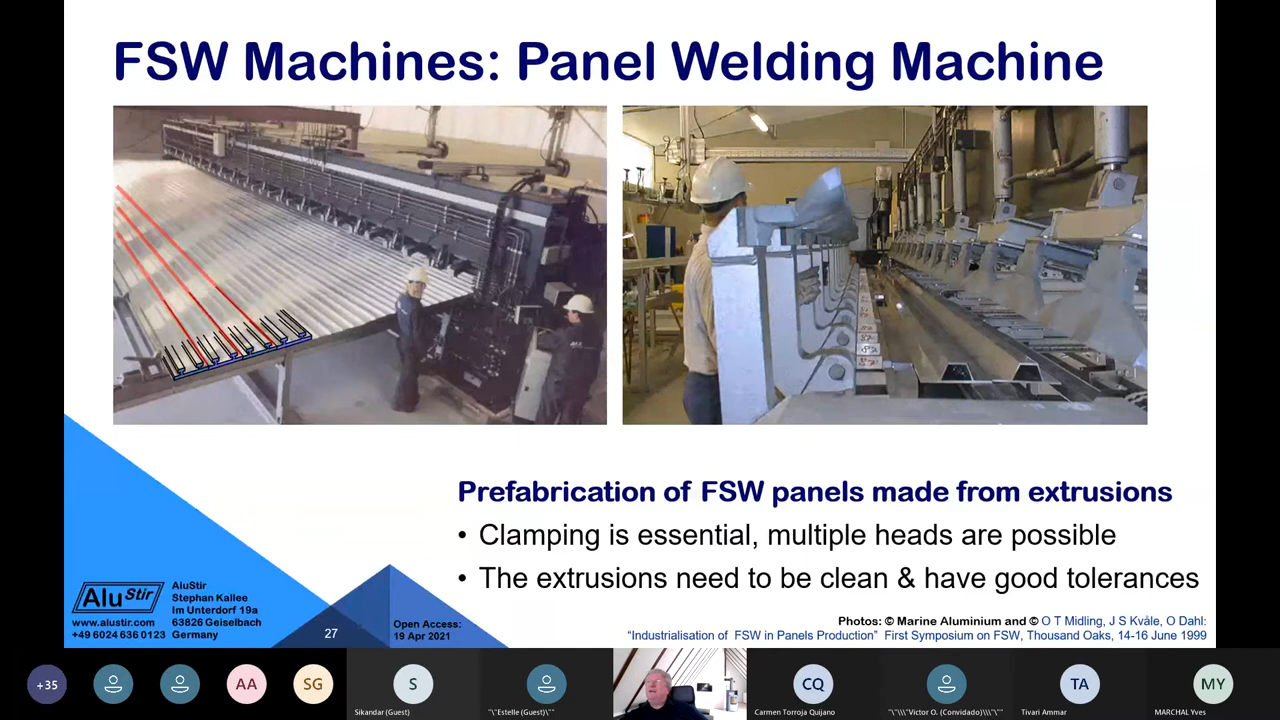 FSW Machines: Panel Welding Machine
Prefabrication of FSW panels made from extrusions
• Clamping is essential, multiple heads are possible
• The extrusions need to be clean & have good tolerances
Alu Stir
www.alustir.com
+49 6024 636 0123
AluStir
Stephan Kallee
Im Unterdorf 19a
63826 Geiselbach
Germany
27
Open Access:
19 Apr 2021
Photos: © Marine Aluminium and © O T Midling, J S Kvåle, O Dahl:
“Industrialisation of FSW in Panels Production” First Symposium on FSW, Thousand Oaks, 14-16 June 1999
+35
AA
SG
S
Sikandar (Guest)
"\"Estelle (Guest)\""
CQ
Carmen Torroja Quijano
"\"\\\"Victor O. (Convidado)\\\"\""
TA
Tivari Ammar
MY
MARCHAL Yves